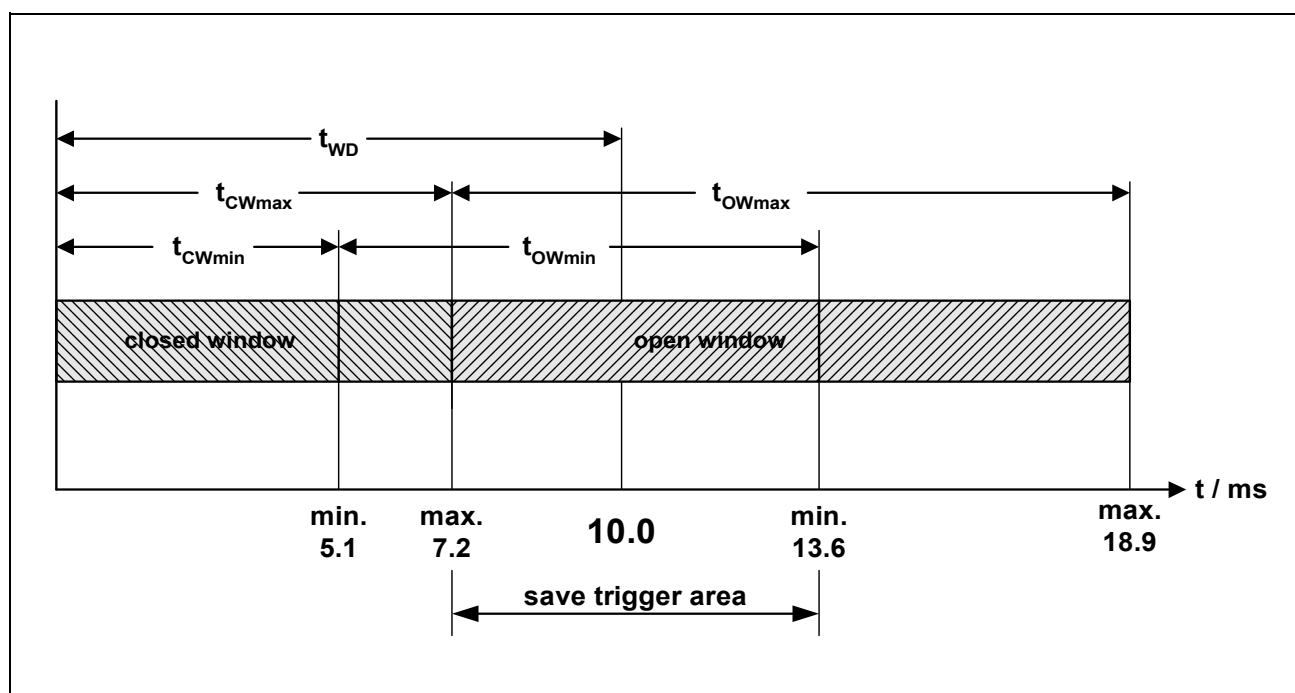 tWD
tCWmax
tOWmax
tCWmin
tOWmin
closed window
open window
t / ms
min.
5.1
max.
7.2
10.0
min.
13.6
max.
18.9
save trigger area